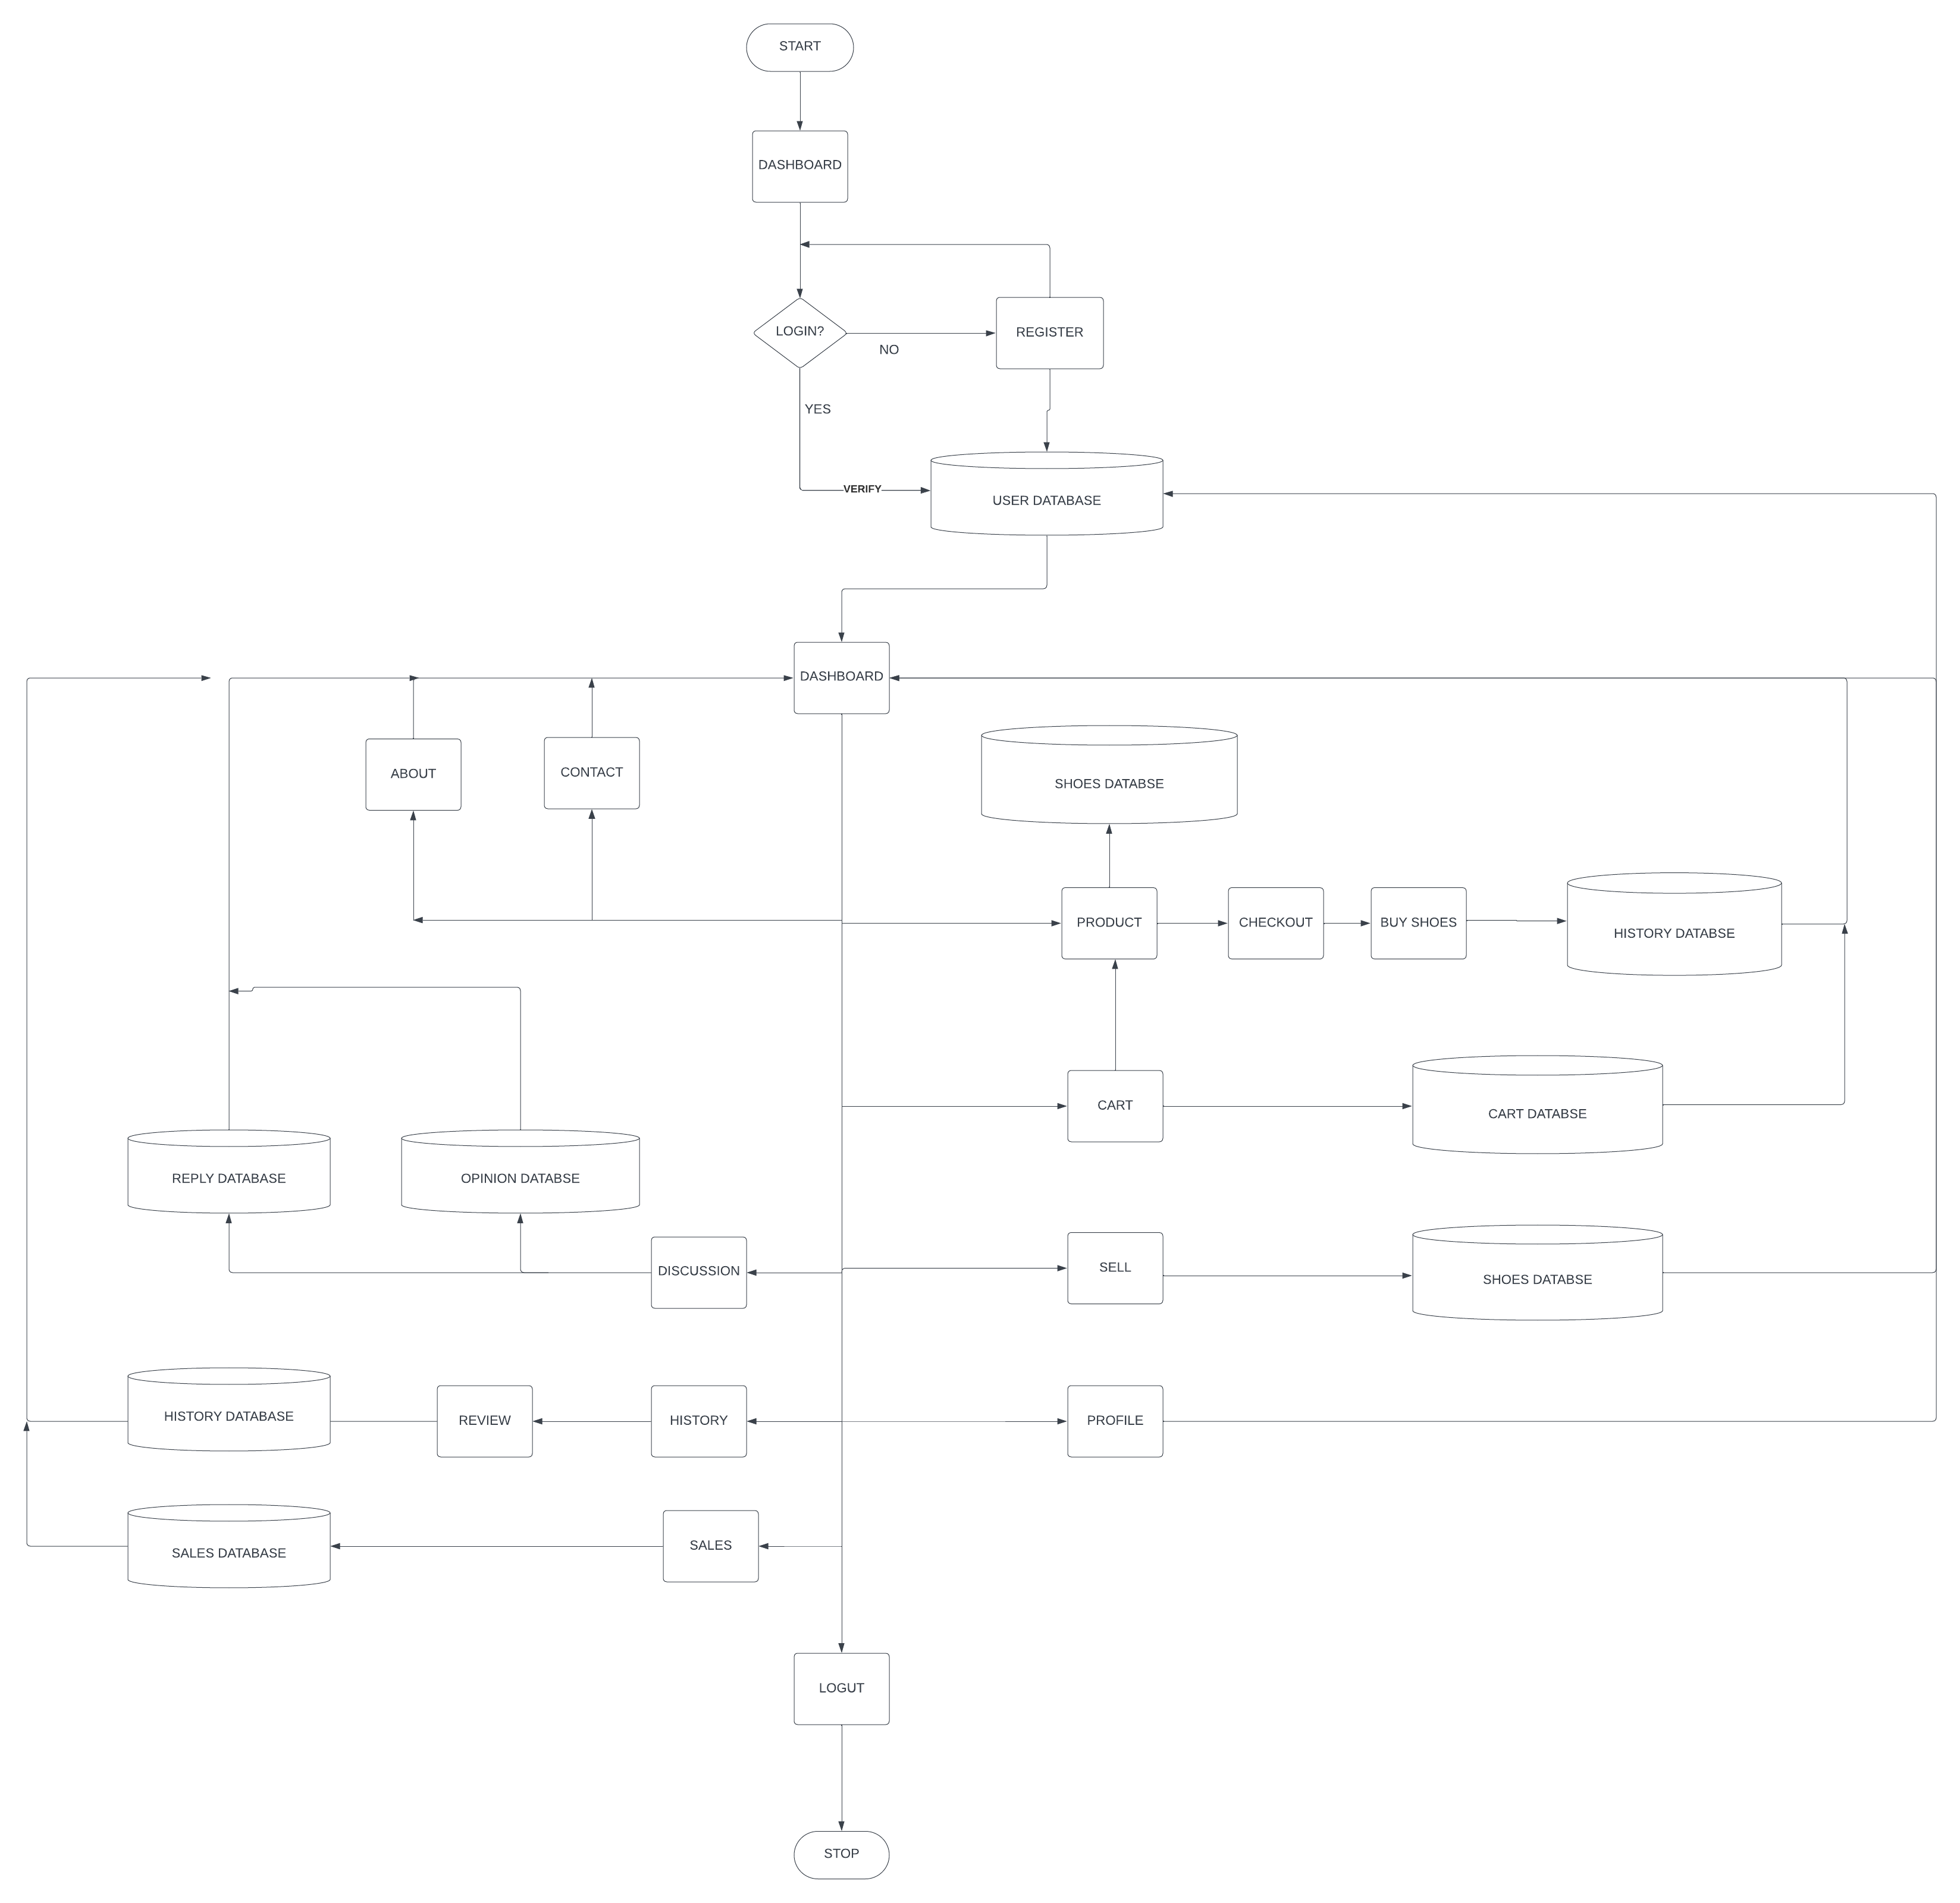 START
DASHBOARD
LOGIN?
NO
REGISTER
YES
VERIFY
USER DATABASE
DASHBOARD
ABOUT
CONTACT
SHOES DATABSE
PRODUCT
CHECKOUT
BUY SHOES
HISTORY DATABSE
CART
CART DATABSE
REPLY DATABASE
OPINION DATABSE
DISCUSSION
SELL
SHOES DATABSE
HISTORY DATABASE
REVIEW
HISTORY
PROFILE
SALES DATABASE
SALES
LOGUT
STOP